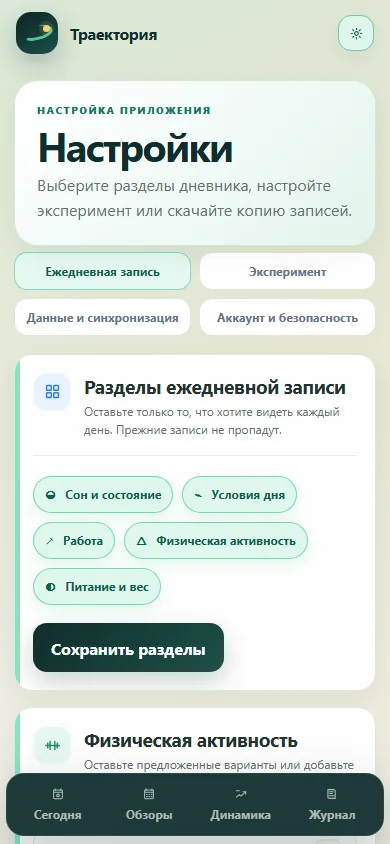 Траектория
НАСТРОЙКА ПРИЛОЖЕНИЯ
Настройки
Выберите разделы дневника, настройте
эксперимент или скачайте копию записей.
Ежедневная запись
Эксперимент
Данные и синхронизация
Аккаунт и безопасность
Разделы ежедневной записи
Оставьте только то, что хотите видеть каждый
день. Прежние записи не пропадут.
Сон и состояние
Условия дня
Работа
Физическая активность
Питание и вес
Сохранить разделы
Физическая активность
Оставьте предложенные варианты или добавьте
Сегодня
Обзоры
Динамика
Журнал